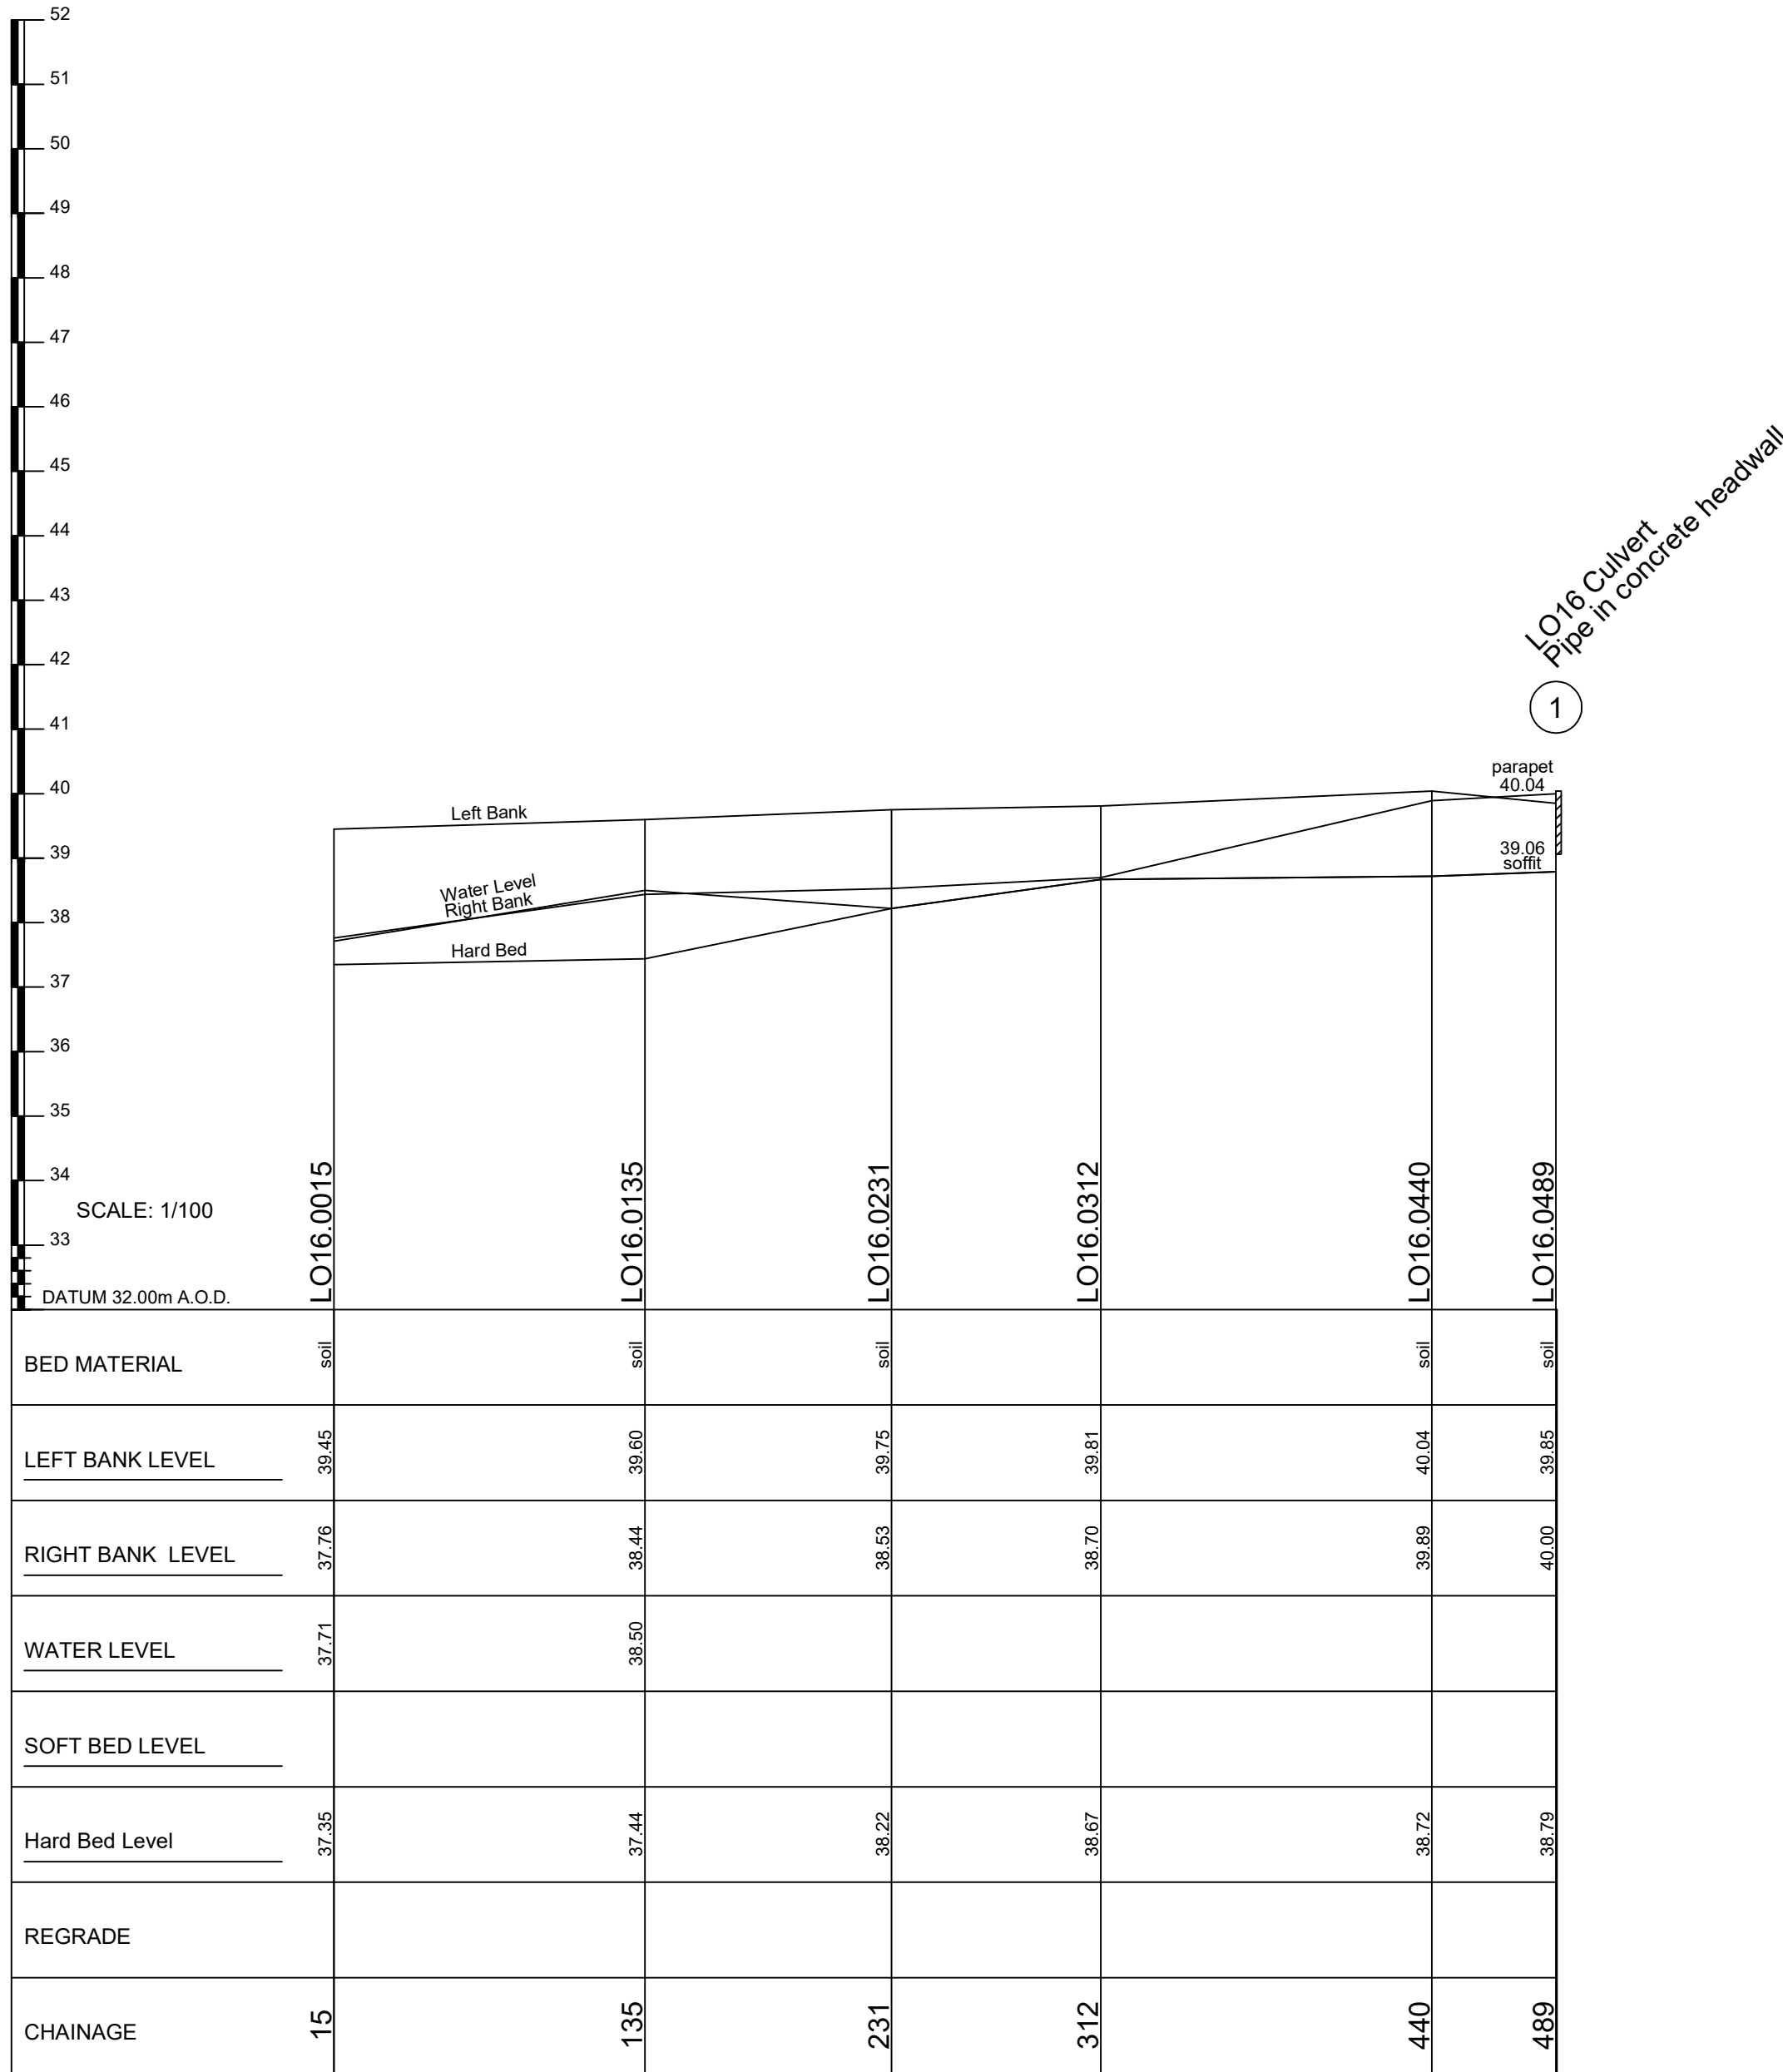 52
51
50
49
48
47
46
45
44
43
42
41
40
39
38
37
36
35
34
33
SCALE: 1/100
DATUM 32.00m A.O.D.
LO16 Culvert
Pipe in concrete headwall
1
parapet
40.04
39.06
soffit
Left Bank
Water Level
Right Bank
Hard Bed
LO16.0015
LO16.0135
LO16.0231
LO16.0312
LO16.0440
LO16.0489
BED MATERIAL soil soil soil soil soil
LEFT BANK LEVEL 39.45 39.60 39.75 39.81 40.04 39.85
RIGHT BANK LEVEL 37.76 38.44 38.53 38.70 39.89 40.00
WATER LEVEL 37.71 38.50
SOFT BED LEVEL
Hard Bed Level 37.35 37.44 38.22 38.67 38.72 38.79
REGRADE
CHAINAGE 15 135 231 312 440 489